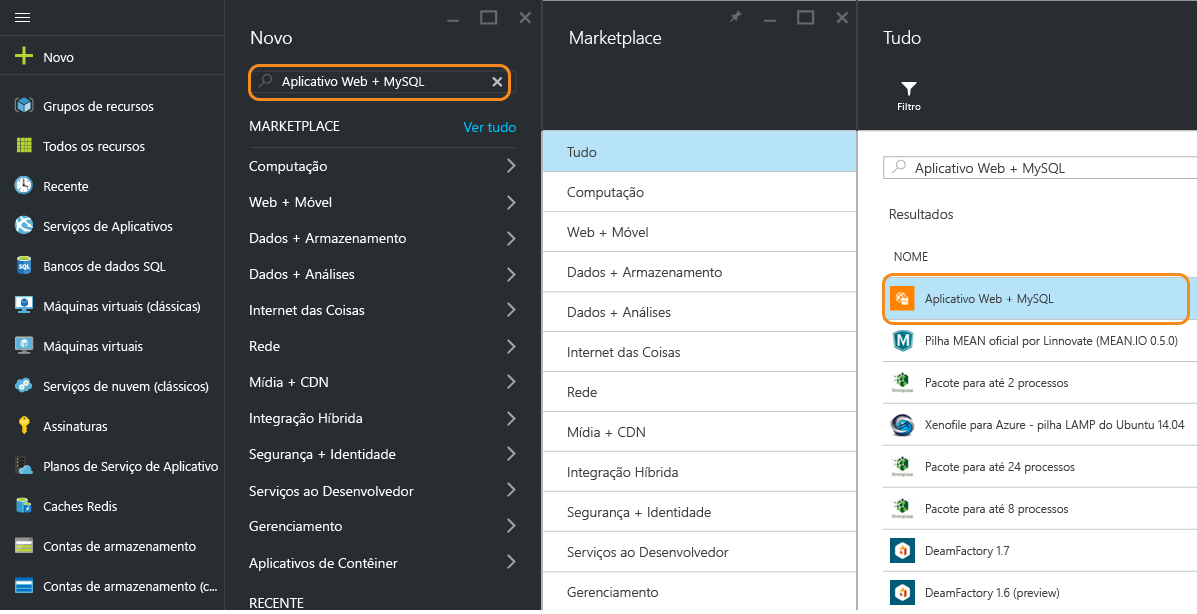 Novo
Grupos de recursos
Todos os recursos
Recente
Serviços de Aplicativos
Bancos de dados SQL
Máquinas virtuais (clássicas)
Máquinas virtuais
Serviços de nuvem (clássicos)
Assinaturas
Planos de Serviço de Aplicativo
Caches Redis
Contas de armazenamento
Contas de armazenamento (c...
Novo
Aplicativo Web + MySQL
MARKETPLACE
Ver tudo
Computação
Web + Móvel
Dados + Armazenamento
Dados + Análises
Internet das Coisas
Rede
Mídia + CDN
Integração Híbrida
Segurança + Identidade
Serviços ao Desenvolvedor
Gerenciamento
Aplicativos de Contêiner
RECENTE
Marketplace
Tudo
Computação
Web + Móvel
Dados + Armazenamento
Dados + Análises
Internet das Coisas
Rede
Mídia + CDN
Integração Híbrida
Segurança + Identidade
Serviços ao Desenvolvedor
Gerenciamento
Tudo
Filtro
Aplicativo Web + MySQL
Resultados
NOME
Aplicativo Web + MySQL
Pilha MEAN oficial por Linnovate (MEAN.IO 0.5.0)
Pacote para até 2 processos
Xenofile para Azure - pilha LAMP do Ubuntu 14.04
Pacote para até 24 processos
Pacote para até 8 processos
DeamFactory 1.7
DeamFactory 1.6 (preview)